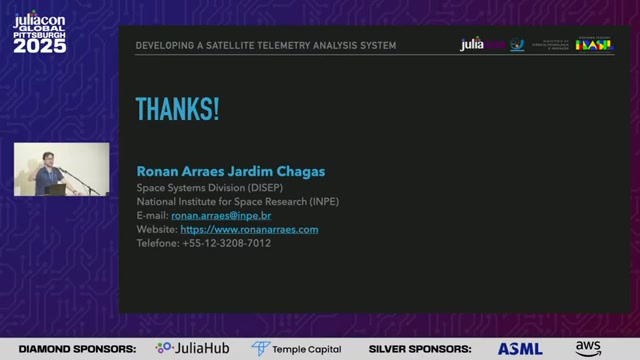 juliacon
GLOBAL
PITTSBURGH
2025
DEVELOPING A SATELLITE TELEMETRY ANALYSIS SYSTEM
julia
BRASIL
THANKS!
Ronan Arraes Jardim Chagas
Space Systems Division (DISEP)
National Institute for Space Research (INPE)
E-mail: ronan.arraes@inpe.br
Website: https://www.ronanarraes.com
Telefone: +55-12-3208-7012
DIAMOND SPONSORS: JuliaHub Temple Capital SILVER SPONSORS: ASML aws